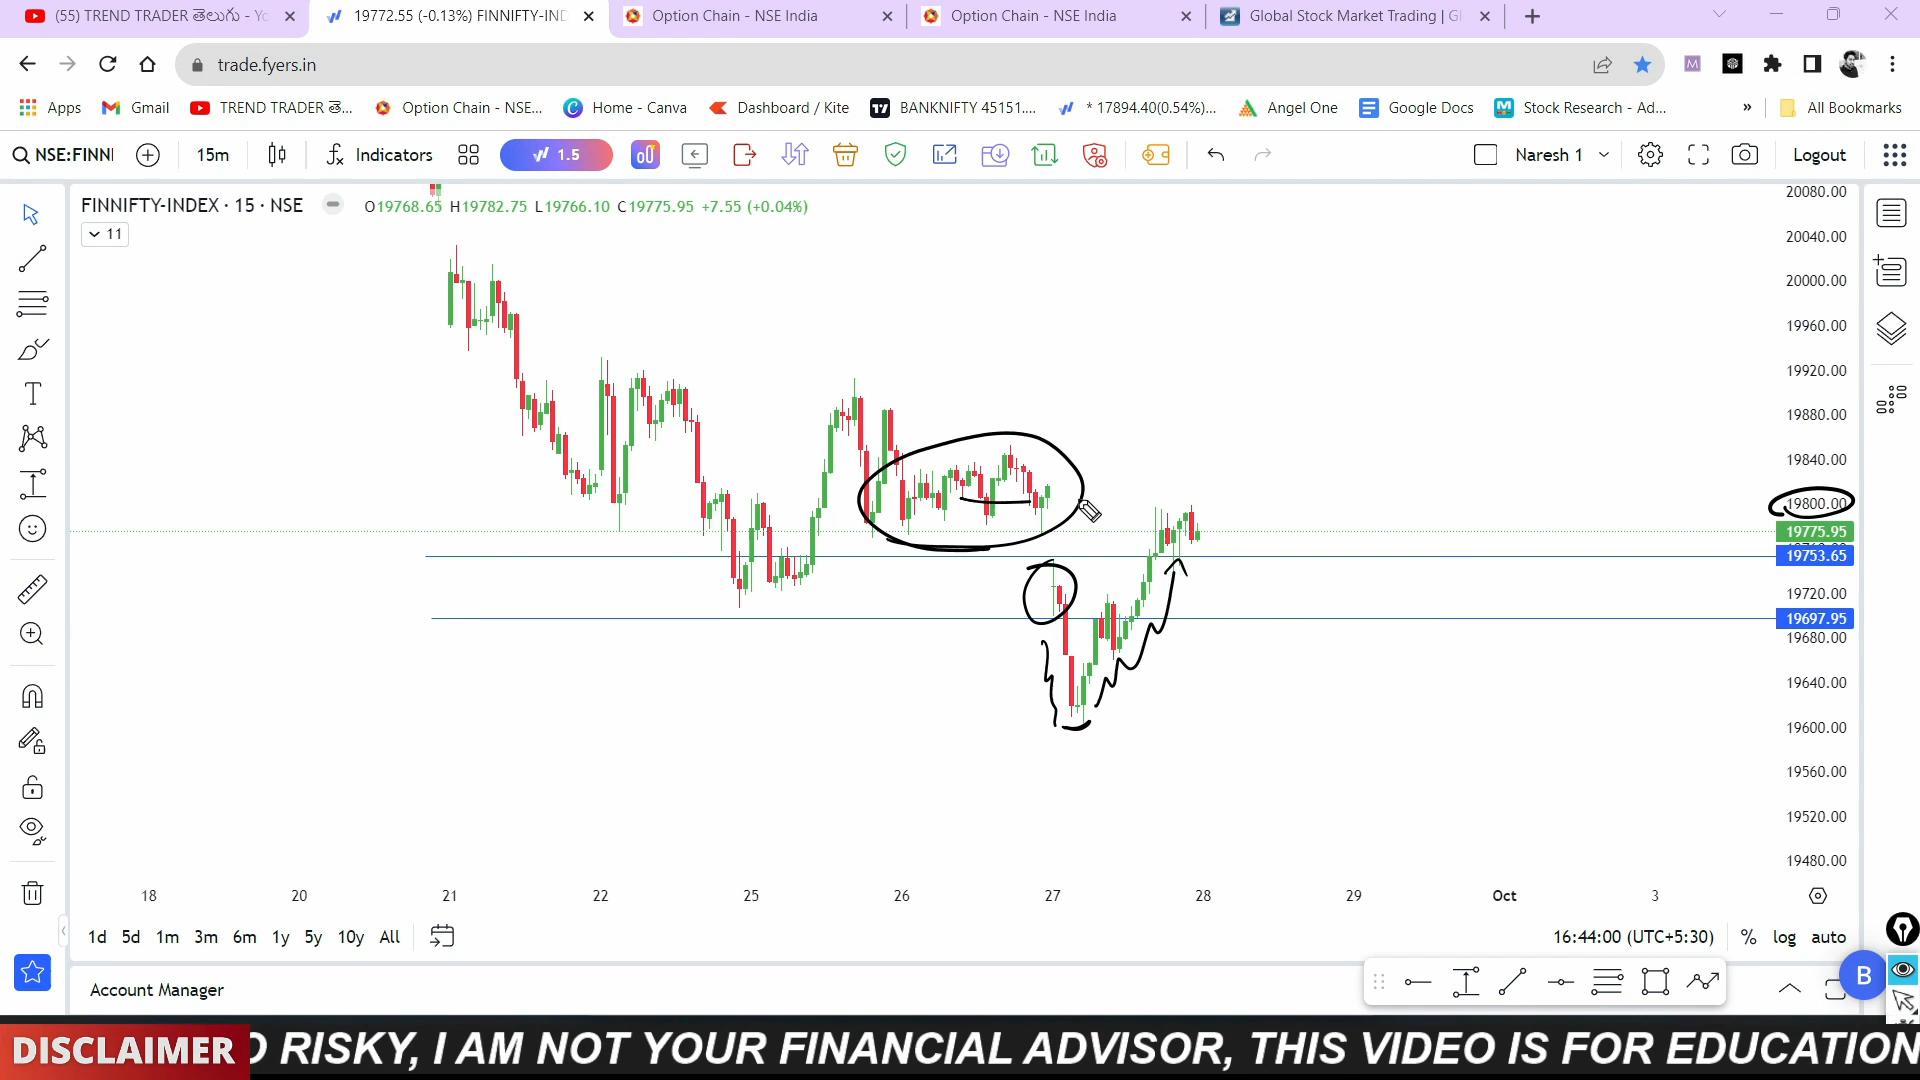 (55) TREND TRADER తెలుగు - Yo
19772.55 (-0.13%) FINNIFTY-IND
Option Chain - NSE India
Option Chain - NSE India
Global Stock Market Trading | Gl
trade.fyers.in
Apps
Gmail
TREND TRADER తె...
Option Chain - NSE...
Home - Canva
Dashboard / Kite
BANKNIFTY 45151....
* 17894.40(0.54%)...
Angel One
Google Docs
Stock Research - Ad...
»
All Bookmarks
NSE:FINNI
15m
Indicators
1.5
Naresh 1
Logout
FINNIFTY-INDEX · 15 · NSE
O19768.65 H19782.75 L19766.10 C19775.95 +7.55 (+0.04%)
11
20080.00
20040.00
20000.00
19960.00
19920.00
19880.00
19840.00
19800.00
19775.95
19753.65
19720.00
19697.95
19680.00
19640.00
19600.00
19560.00
19520.00
19480.00
18 20 21 22 25 26 27 28 29 Oct 3
1d 5d 1m 3m 6m 1y 5y 10y All
16:44:00 (UTC+5:30) % log auto
Account Manager
B
DISCLAIMER
O RISKY, I AM NOT YOUR FINANCIAL ADVISOR, THIS VIDEO IS FOR EDUCATION